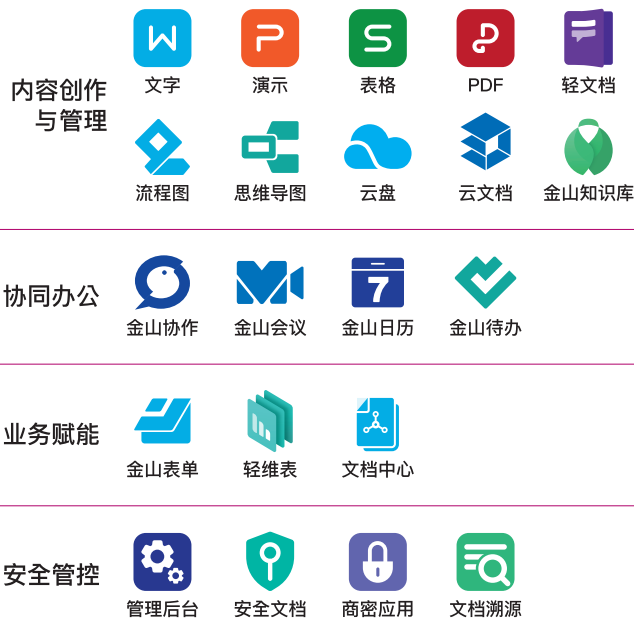 内容创作
与管理
文字 演示 表格 PDF 轻文档
流程图 思维导图 云盘 云文档 金山知识库
协同办公
7
金山协作 金山会议 金山日历 金山待办
业务赋能
金山表单 轻维表 文档中心
安全管控
管理后台 安全文档 商密应用 文档溯源